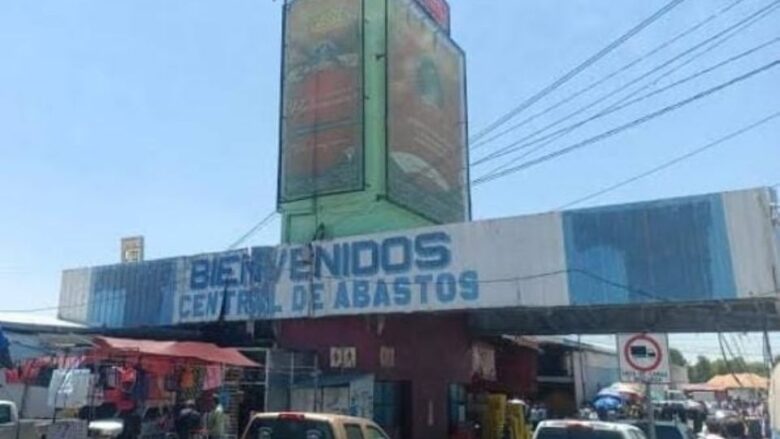 BIENVENIDOS
CENTRAL DE ABASTOS